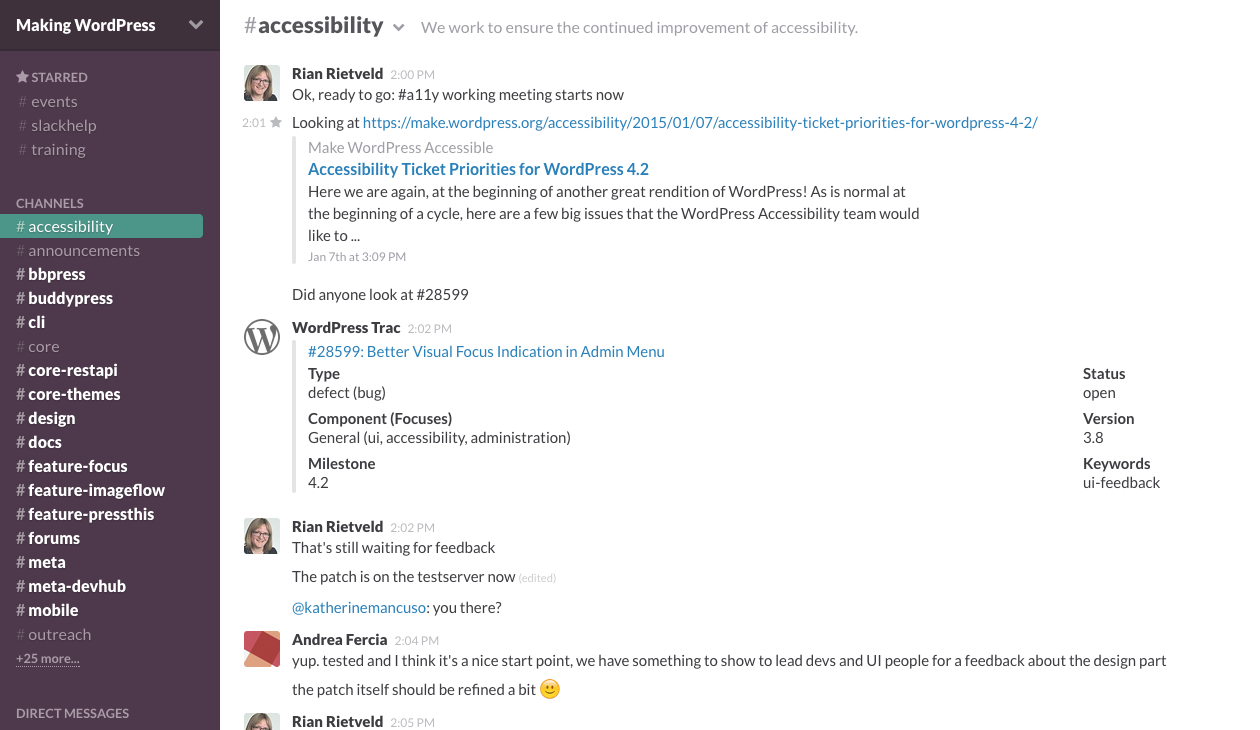 Making WordPress
STARRED
# events
# slackhelp
# training
CHANNELS
# accessibility
# announcements
# bbpress
# buddypress
# cli
# core
# core-restapi
# core-themes
# design
# docs
# feature-focus
# feature-imageflow
# feature-pressthis
# forums
# meta
# meta-devhub
# mobile
# outreach
+25 more...
DIRECT MESSAGES
#accessibility We work to ensure the continued improvement of accessibility.
Rian Rietveld 2:00 PM
Ok, ready to go: #a11y working meeting starts now
2:01 Looking at https://make.wordpress.org/accessibility/2015/01/07/accessibility-ticket-priorities-for-wordpress-4-2/
Make WordPress Accessible
Accessibility Ticket Priorities for WordPress 4.2
Here we are again, at the beginning of another great rendition of WordPress! As is normal at
the beginning of a cycle, here are a few big issues that the WordPress Accessibility team would
like to ...
Jan 7th at 3:09 PM
Did anyone look at #28599
WordPress Trac 2:02 PM
#28599: Better Visual Focus Indication in Admin Menu
Type Status
defect (bug) open
Component (Focuses) Version
General (ui, accessibility, administration) 3.8
Milestone Keywords
4.2 ui-feedback
Rian Rietveld 2:02 PM
That's still waiting for feedback
The patch is on the testserver now (edited)
@katherinemancuso: you there?
Andrea Fercia 2:04 PM
yup. tested and I think it's a nice start point, we have something to show to lead devs and UI people for a feedback about the design part
the patch itself should be refined a bit
Rian Rietveld 2:05 PM